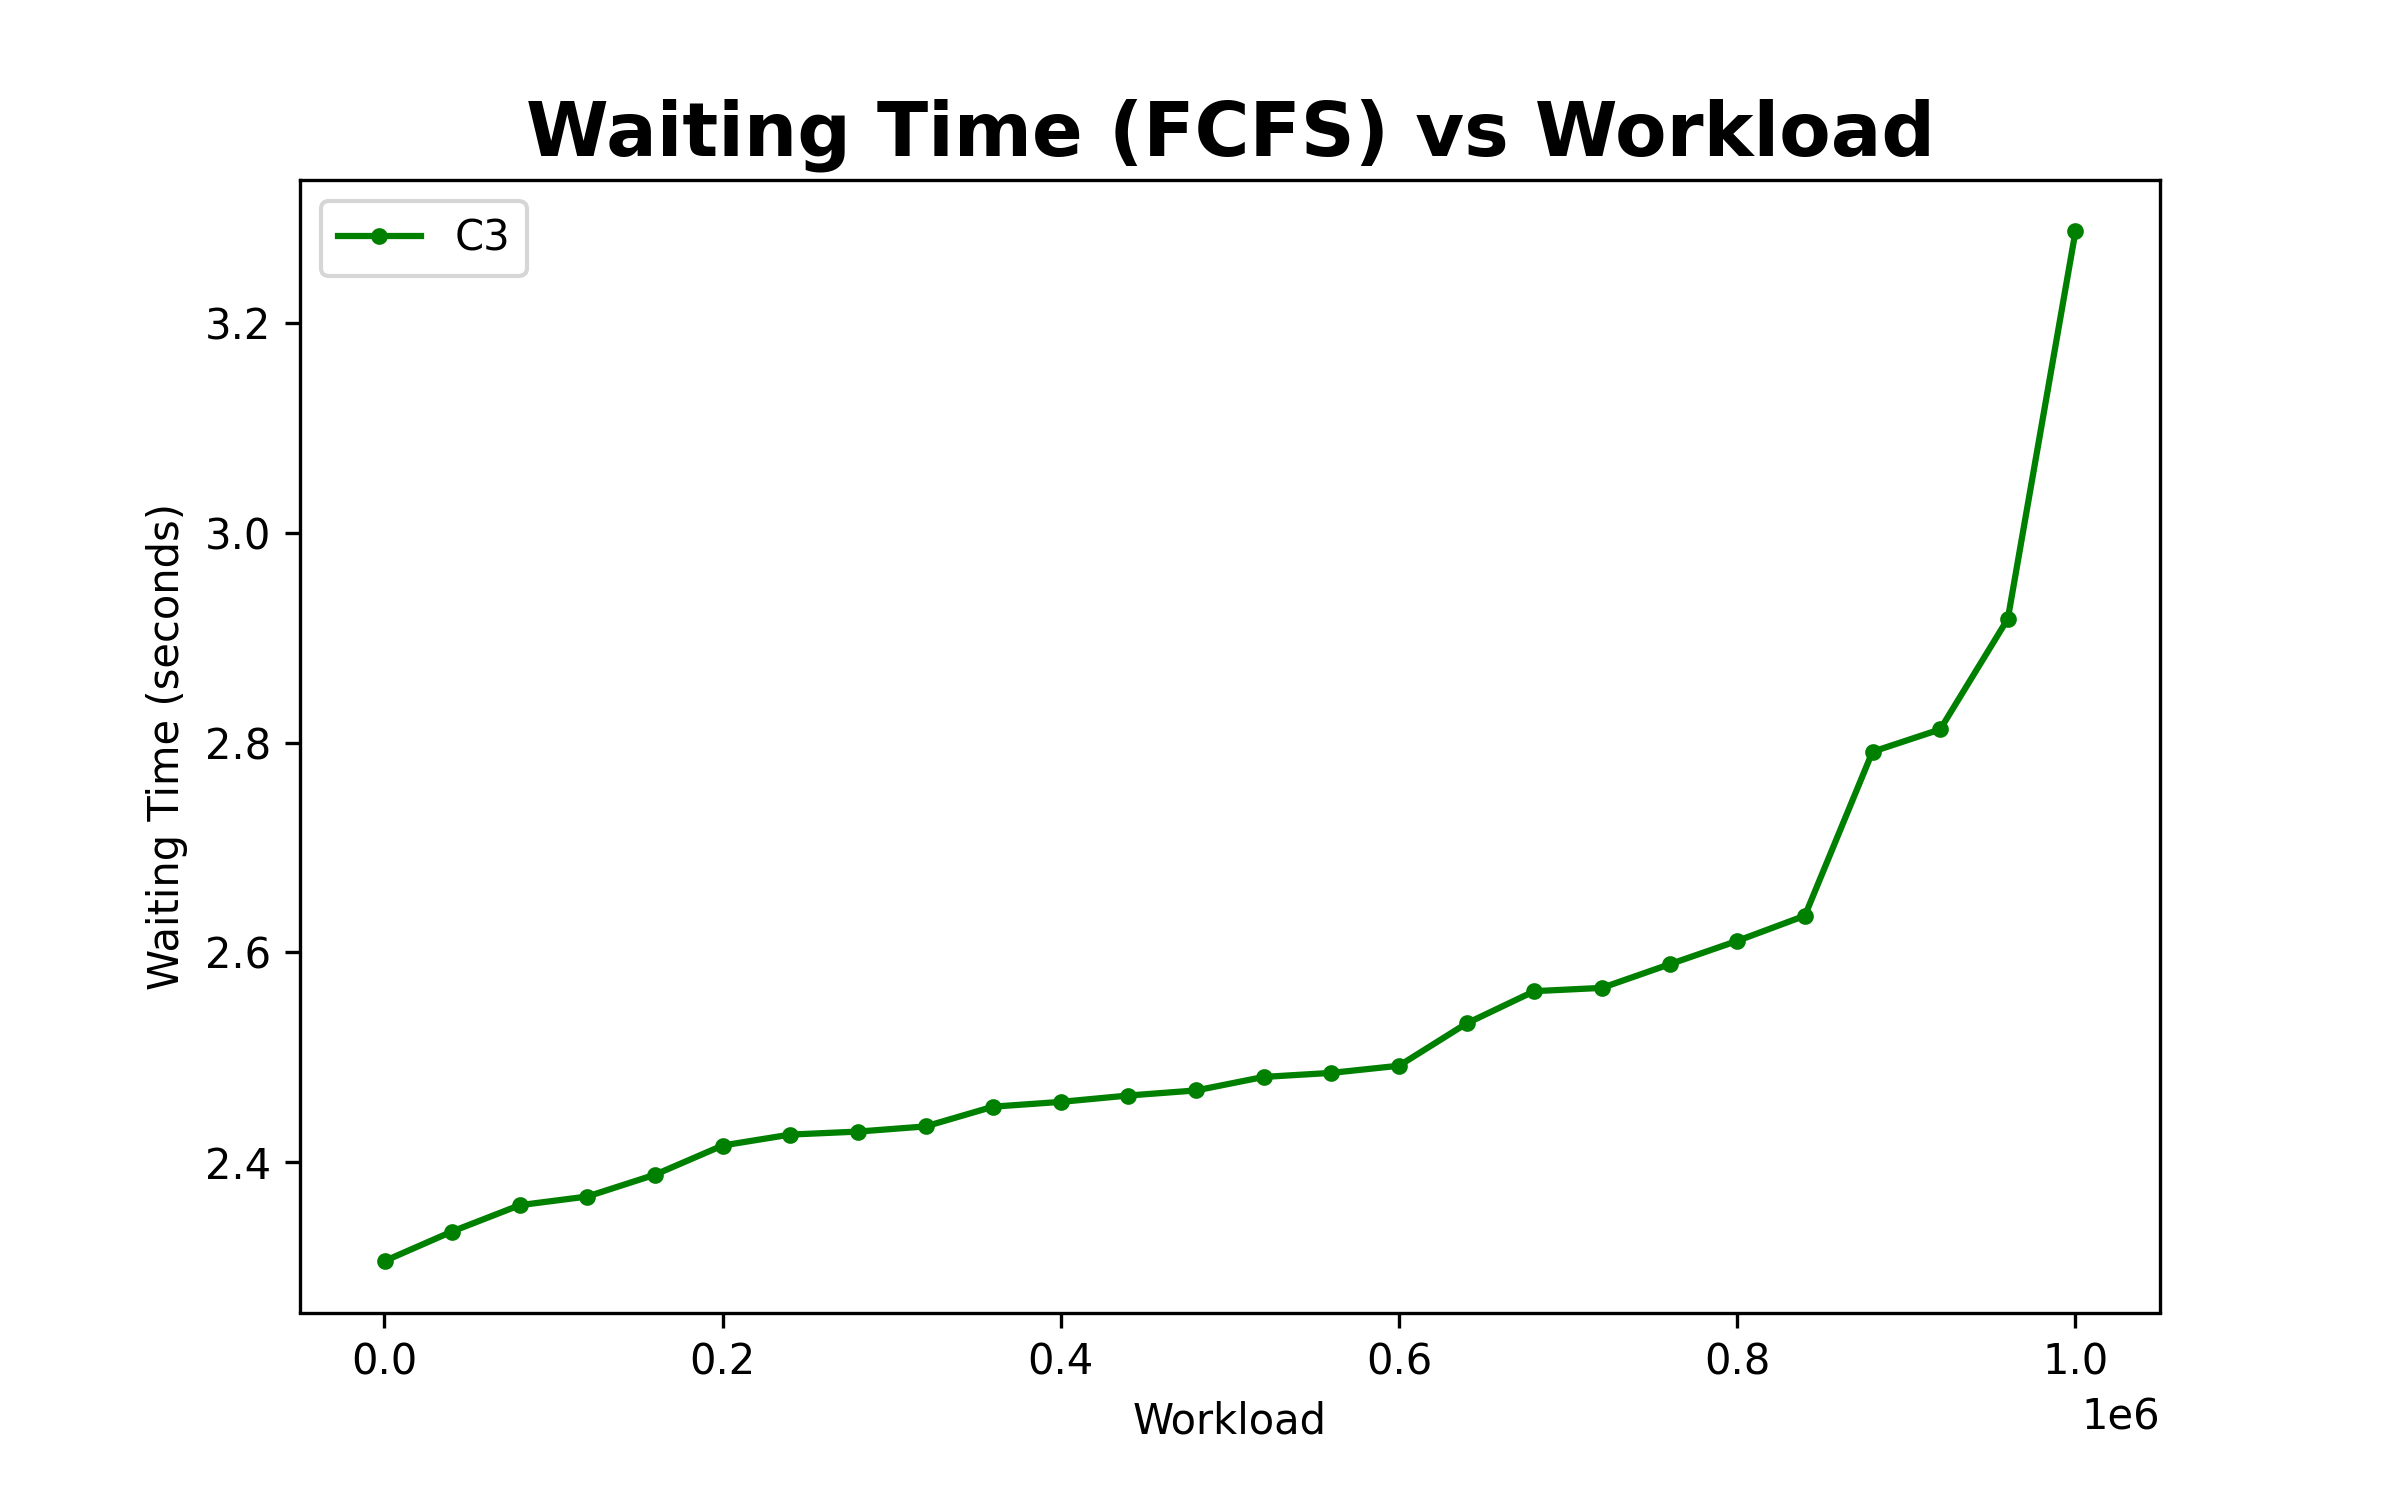 Waiting Time (FCFS) vs Workload
C3
3.2
3.0
2.8
2.6
2.4
Waiting Time (seconds)
0.0 0.2 0.4 0.6 0.8 1.0
1e6
Workload